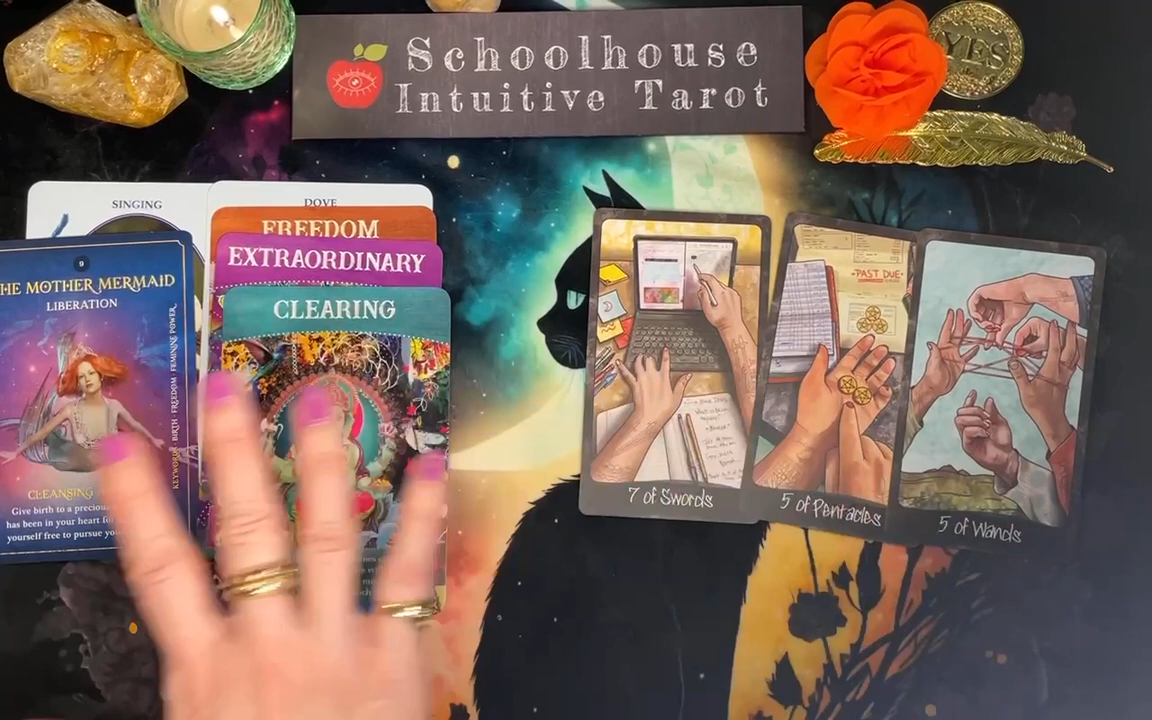 Schoolhouse
Intuitive Tarot
YES
SINGING
DOVE
FREEDOM
EXTRAORDINARY
CLEARING
9
THE MOTHER MERMAID
LIBERATION
KEYWORDS · BIRTH · FREEDOM · FEMININE POWER
CLEANSING
Give birth to a precious
has been in your heart
yourself free to pursue
PAST DUE
7 of Swords
5 of Pentacles
5 of Wands